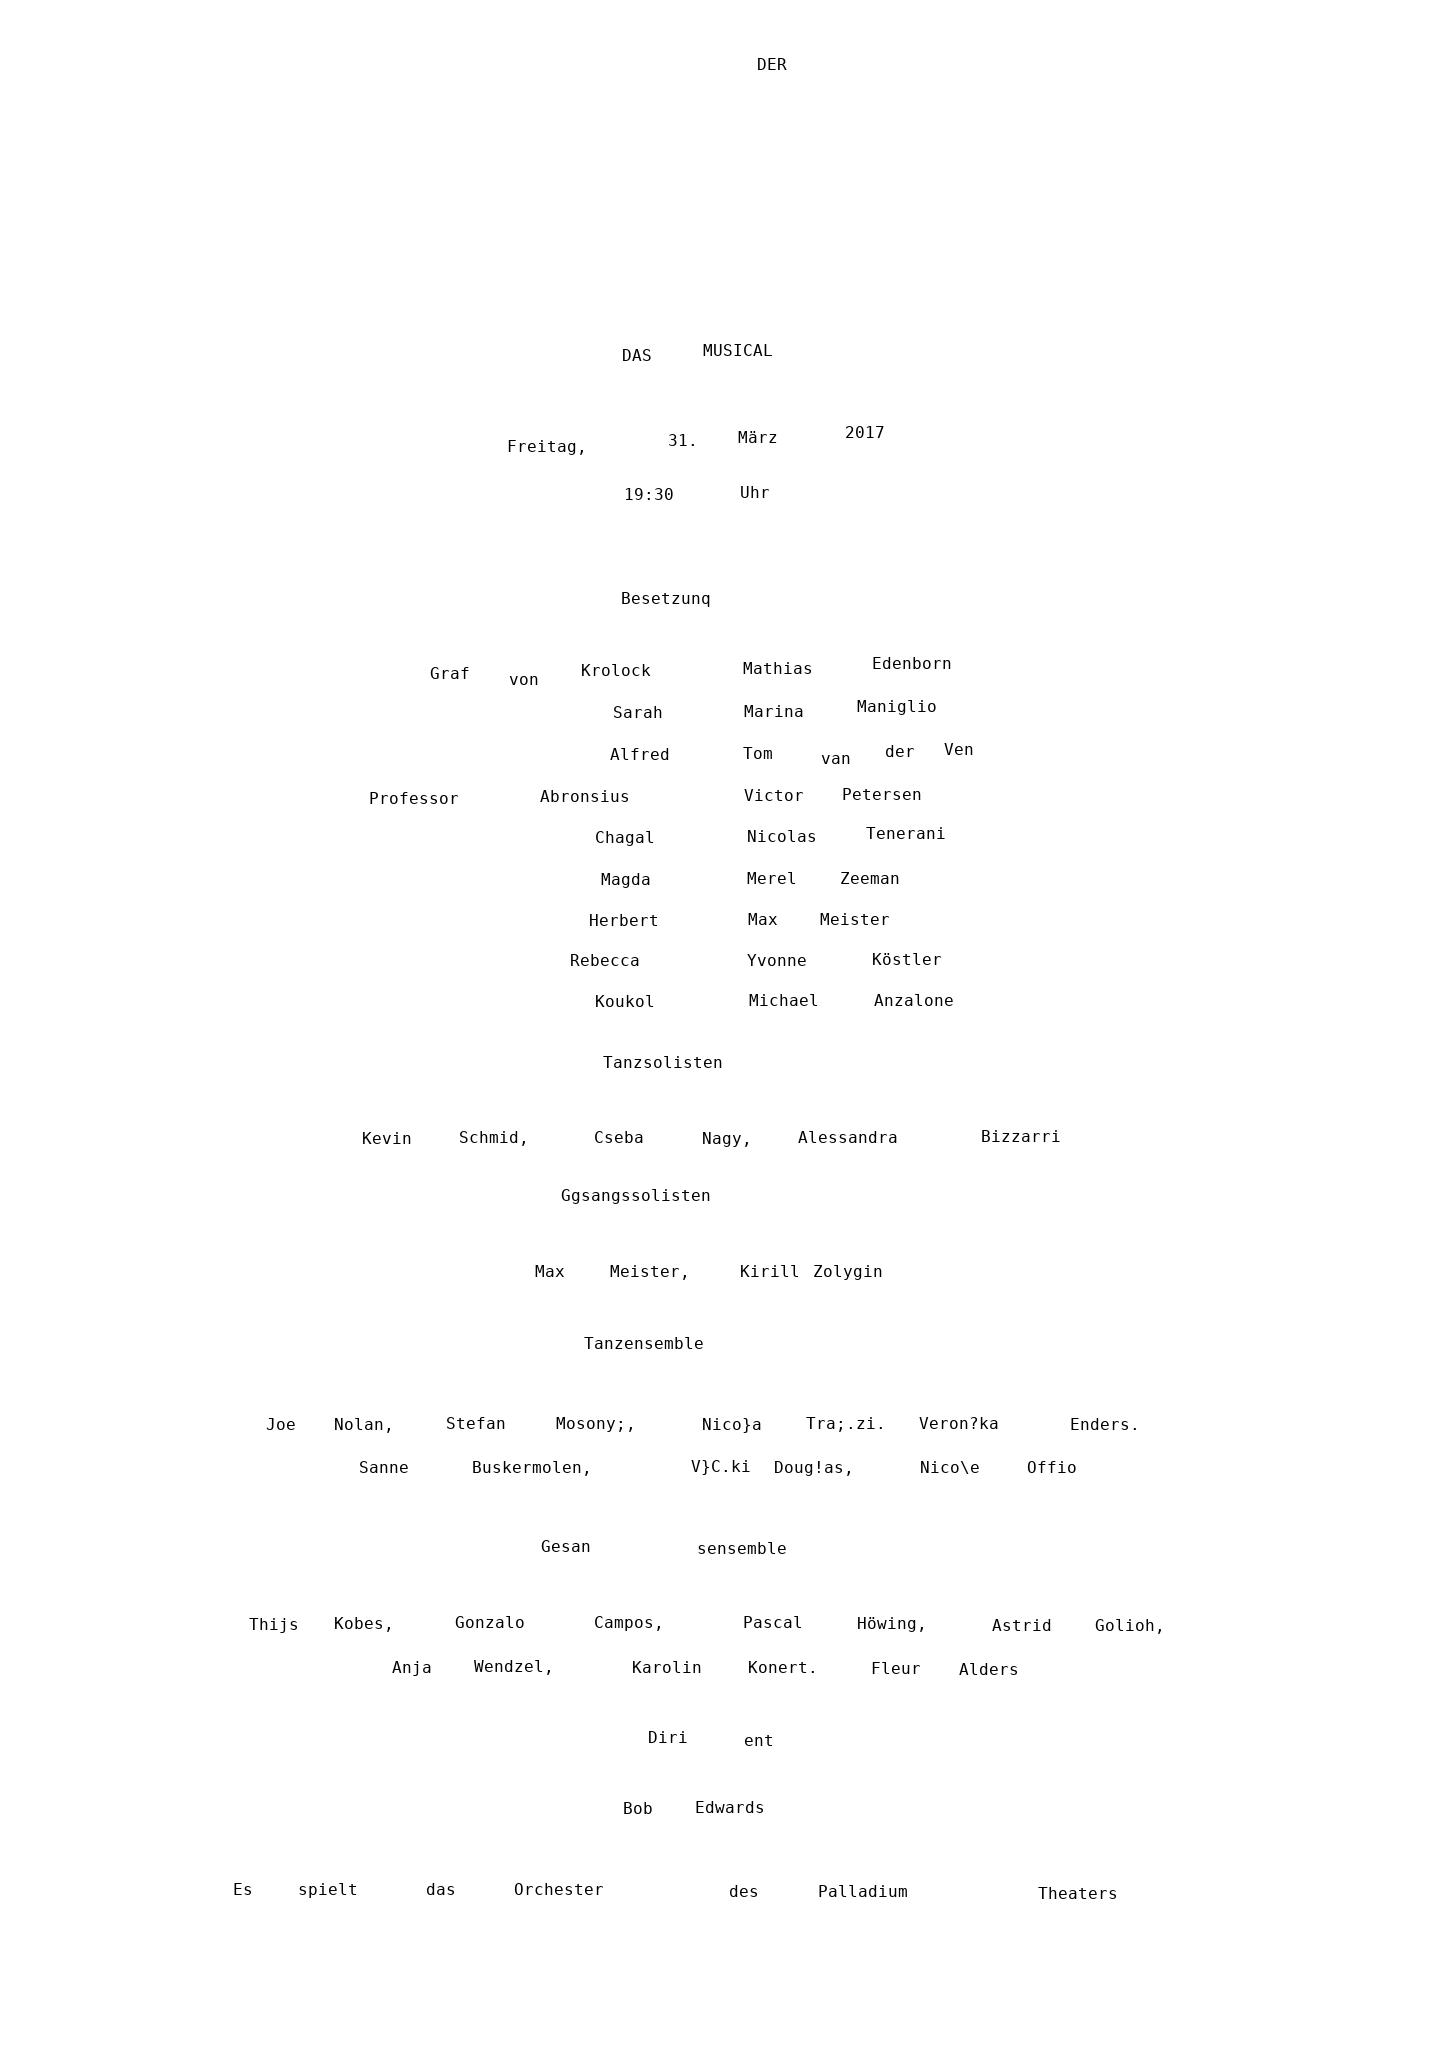 DER
DAS MUSICAL
Freitag, 31. März 2017
19:30 Uhr
Besetzunq
Graf von Krolock Mathias Edenborn
Sarah Marina Maniglio
Alfred Tom van der Ven
Professor Abronsius Victor Petersen
Chagal Nicolas Tenerani
Magda Merel Zeeman
Herbert Max Meister
Rebecca Yvonne Köstler
Koukol Michael Anzalone
Tanzsolisten
Kevin Schmid, Cseba Nagy, Alessandra Bizzarri
Ggsangssolisten
Max Meister, Kirill Zolygin
Tanzensemble
Joe Nolan, Stefan Mosony;, Nico}a Tra;.zi. Veron?ka Enders.
Sanne Buskermolen, V}C.ki Doug!as, Nico\e Offio
Gesan sensemble
Thijs Kobes, Gonzalo Campos, Pascal Höwing, Astrid Golioh,
Anja Wendzel, Karolin Konert. Fleur Alders
Diri ent
Bob Edwards
Es spielt das Orchester des Palladium Theaters